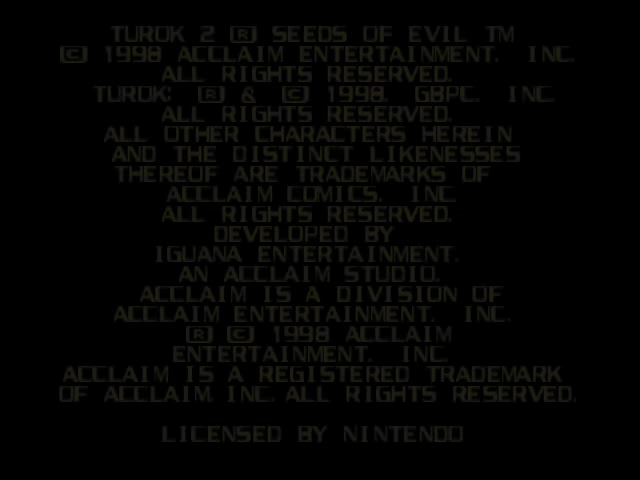 TUROK 2 ® SEEDS OF EVIL TM
© 1998 ACCLAIM ENTERTAINMENT. INC.
ALL RIGHTS RESERVED.
TUROK: ® & © 1998. GBPC. INC
ALL RIGHTS RESERVED.
ALL OTHER CHARACTERS HEREIN
AND THE DISTINCT LIKENESSES
THEREOF ARE TRADEMARKS OF
ACCLAIM COMICS. INC
ALL RIGHTS RESERVED.
DEVELOPED BY
IGUANA ENTERTAINMENT.
AN ACCLAIM STUDIO.
ACCLAIM IS A DIVISION OF
ACCLAIM ENTERTAINMENT. INC.
® © 1998 ACCLAIM
ENTERTAINMENT. INC.
ACCLAIM IS A REGISTERED TRADEMARK
OF ACCLAIM. INC. ALL RIGHTS RESERVED.
LICENSED BY NINTENDO